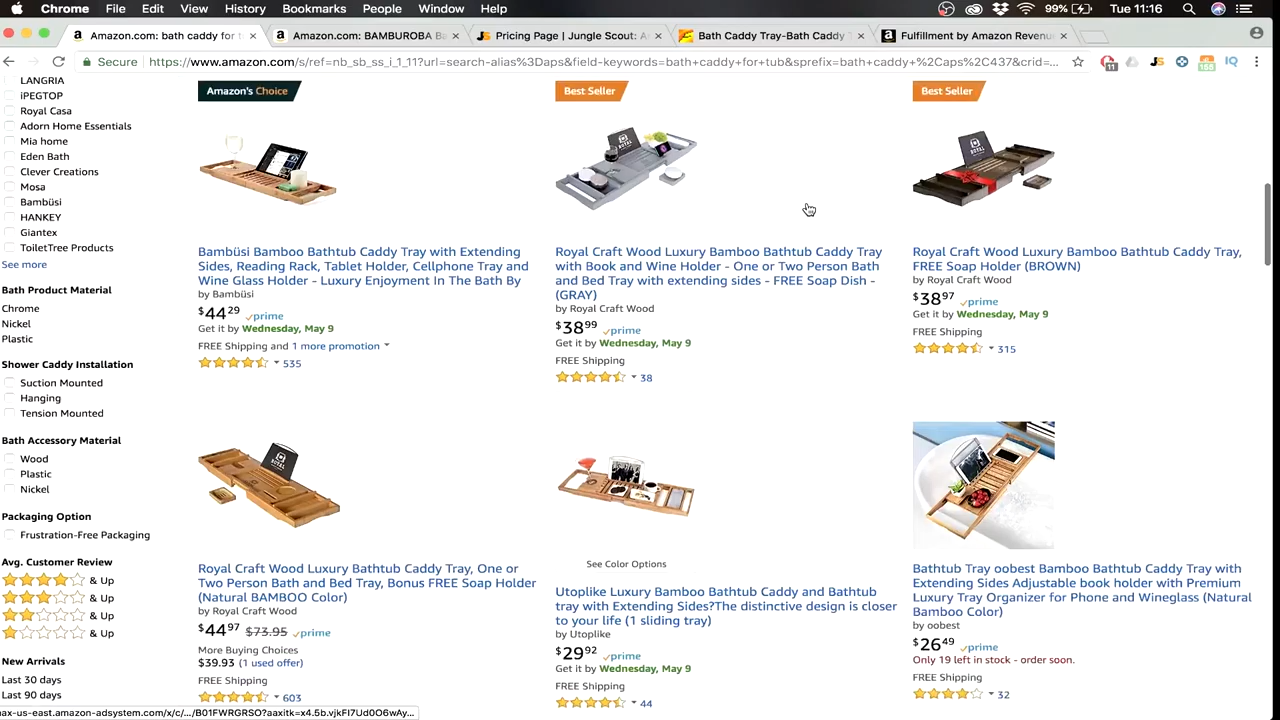 Chrome File Edit View History Bookmarks People Window Help 99% Tue 11:16
Amazon.com: bath caddy for t
Amazon.com: BAMBUROBA Ba
Pricing Page | Jungle Scout: A
Bath Caddy Tray-Bath Caddy T
Fulfillment by Amazon Revenu
Secure https://www.amazon.com/s/ref=nb_sb_ss_i_1_11?url=search-alias%3Daps&field-keywords=bath+caddy+for+tub&sprefix=bath+caddy+%2Caps%2C437&crid=...
LANGRIA
iPEGTOP
Royal Casa
Adorn Home Essentials
Mia home
Eden Bath
Clever Creations
Mosa
Bambüsi
HANKEY
Giantex
ToiletTree Products
See more
Bath Product Material
Chrome
Nickel
Plastic
Shower Caddy Installation
Suction Mounted
Hanging
Tension Mounted
Bath Accessory Material
Wood
Plastic
Nickel
Packaging Option
Frustration-Free Packaging
Avg. Customer Review
& Up
& Up
& Up
& Up
New Arrivals
Last 30 days
Last 90 days
Amazon's Choice
Bambüsi Bamboo Bathtub Caddy Tray with Extending
Sides, Reading Rack, Tablet Holder, Cellphone Tray and
Wine Glass Holder - Luxury Enjoyment In The Bath By
by Bambüsi
$44 29 prime
Get it by Wednesday, May 9
FREE Shipping and 1 more promotion
535
Best Seller
Royal Craft Wood Luxury Bamboo Bathtub Caddy Tray
with Book and Wine Holder - One or Two Person Bath
and Bed Tray with extending sides - FREE Soap Dish -
(GRAY)
by Royal Craft Wood
$38 99 prime
Get it by Wednesday, May 9
FREE Shipping
38
Best Seller
Royal Craft Wood Luxury Bamboo Bathtub Caddy Tray,
FREE Soap Holder (BROWN)
by Royal Craft Wood
$38 97 prime
Get it by Wednesday, May 9
FREE Shipping
315
ROYAL
Royal Craft Wood Luxury Bathtub Caddy Tray, One or
Two Person Bath and Bed Tray, Bonus FREE Soap Holder
(Natural BAMBOO Color)
by Royal Craft Wood
$44 97 $73.95 prime
More Buying Choices
$39.93 (1 used offer)
FREE Shipping
603
See Color Options
Utoplike Luxury Bamboo Bathtub Caddy and Bathtub
tray with Extending Sides?The distinctive design is closer
to your life (1 sliding tray)
by Utoplike
$29 92 prime
Get it by Wednesday, May 9
FREE Shipping
44
Bathtub Tray oobest Bamboo Bathtub Caddy Tray with
Extending Sides Adjustable book holder with Premium
Luxury Tray Organizer for Phone and Wineglass (Natural
Bamboo Color)
by oobest
$26 49 prime
Only 19 left in stock - order soon.
FREE Shipping
32